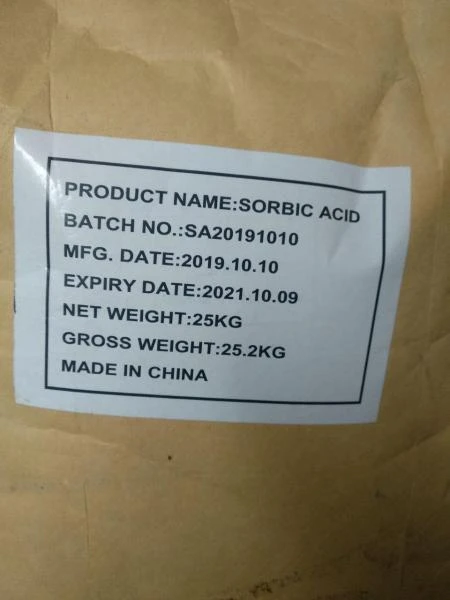 PRODUCT NAME:SORBIC ACID
BATCH NO.:SA20191010
MFG. DATE:2019.10.10
EXPIRY DATE:2021.10.09
NET WEIGHT:25KG
GROSS WEIGHT:25.2KG
MADE IN CHINA